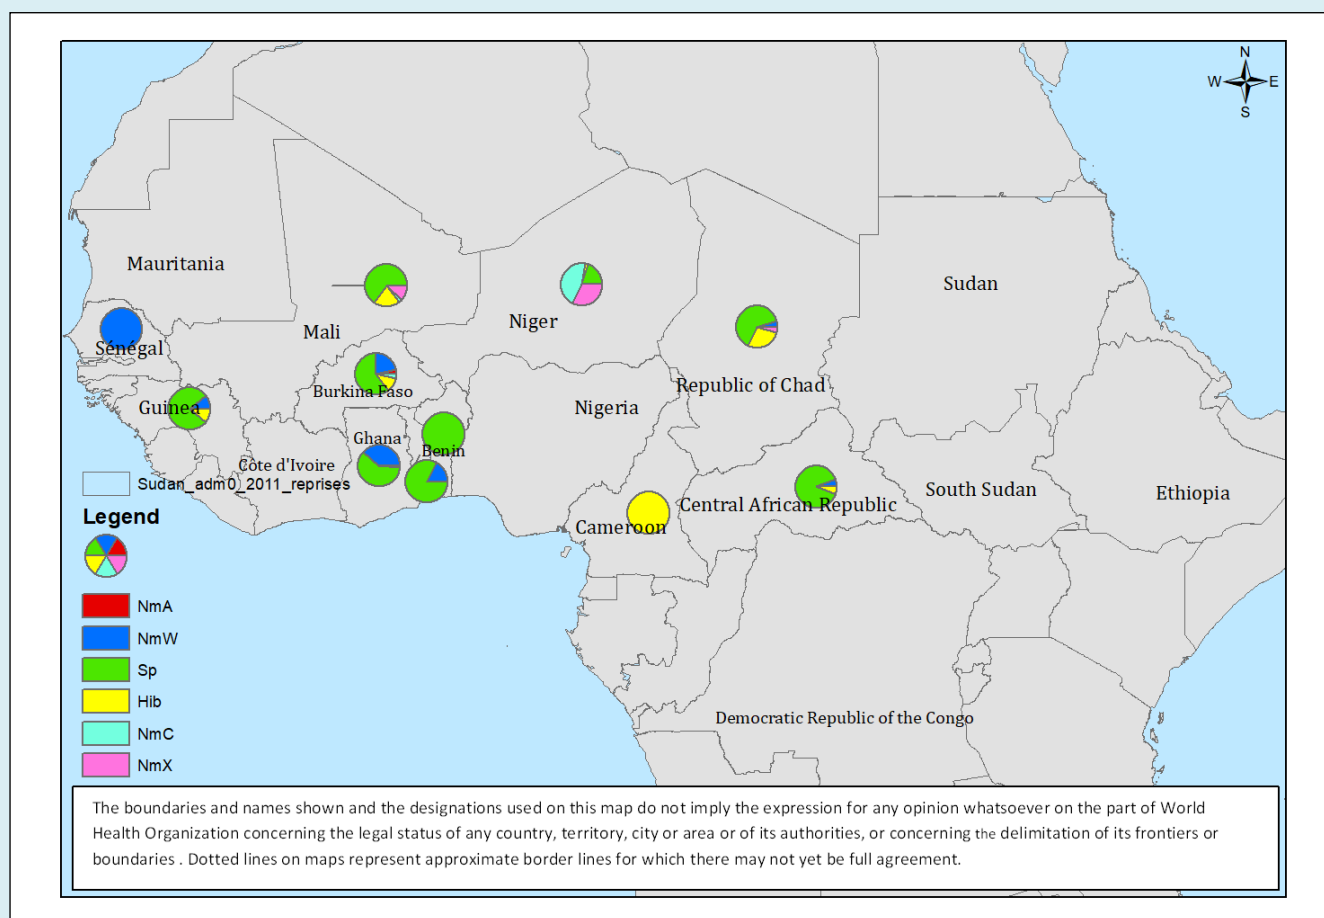 N
W E
S
Mauritania
Sudan
Mali
Niger
Sénégal
Republic of Chad
Burkina Faso
Guinea
Nigeria
Ghana
Benin
Côte d'Ivoire
Sudan_adm0_2011_reprises
South Sudan
Ethiopia
Central African Republic
Cameroon
Legend
NmA
NmW
Sp
Hib
NmC
Democratic Republic of the Congo
NmX
The boundaries and names shown and the designations used on this map do not imply the expression for any opinion whatsoever on the part of World
Health Organization concerning the legal status of any country, territory, city or area or of its authorities, or concerning the delimitation of its frontiers or
boundaries . Dotted lines on maps represent approximate border lines for which there may not yet be full agreement.